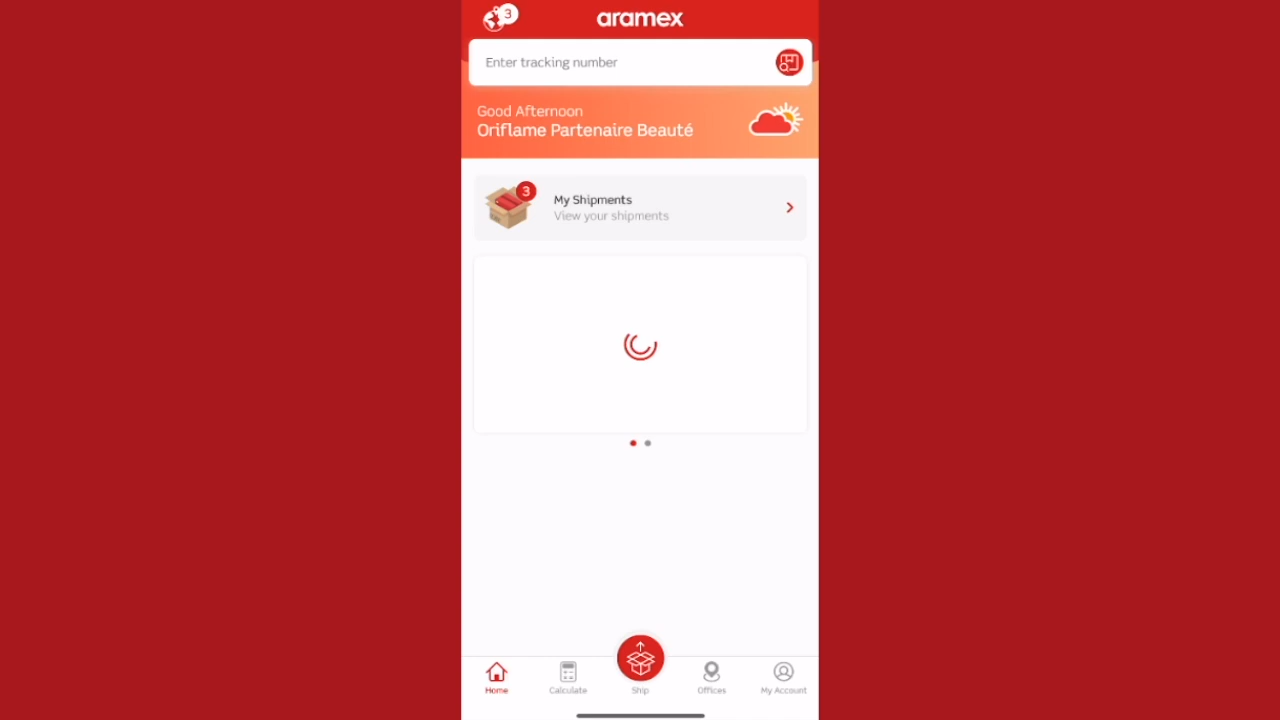 3
aramex
Enter tracking number
Good Afternoon
Oriflame Partenaire Beauté
3
My Shipments
View your shipments
Home
Calculate
Ship
Offices
My Account